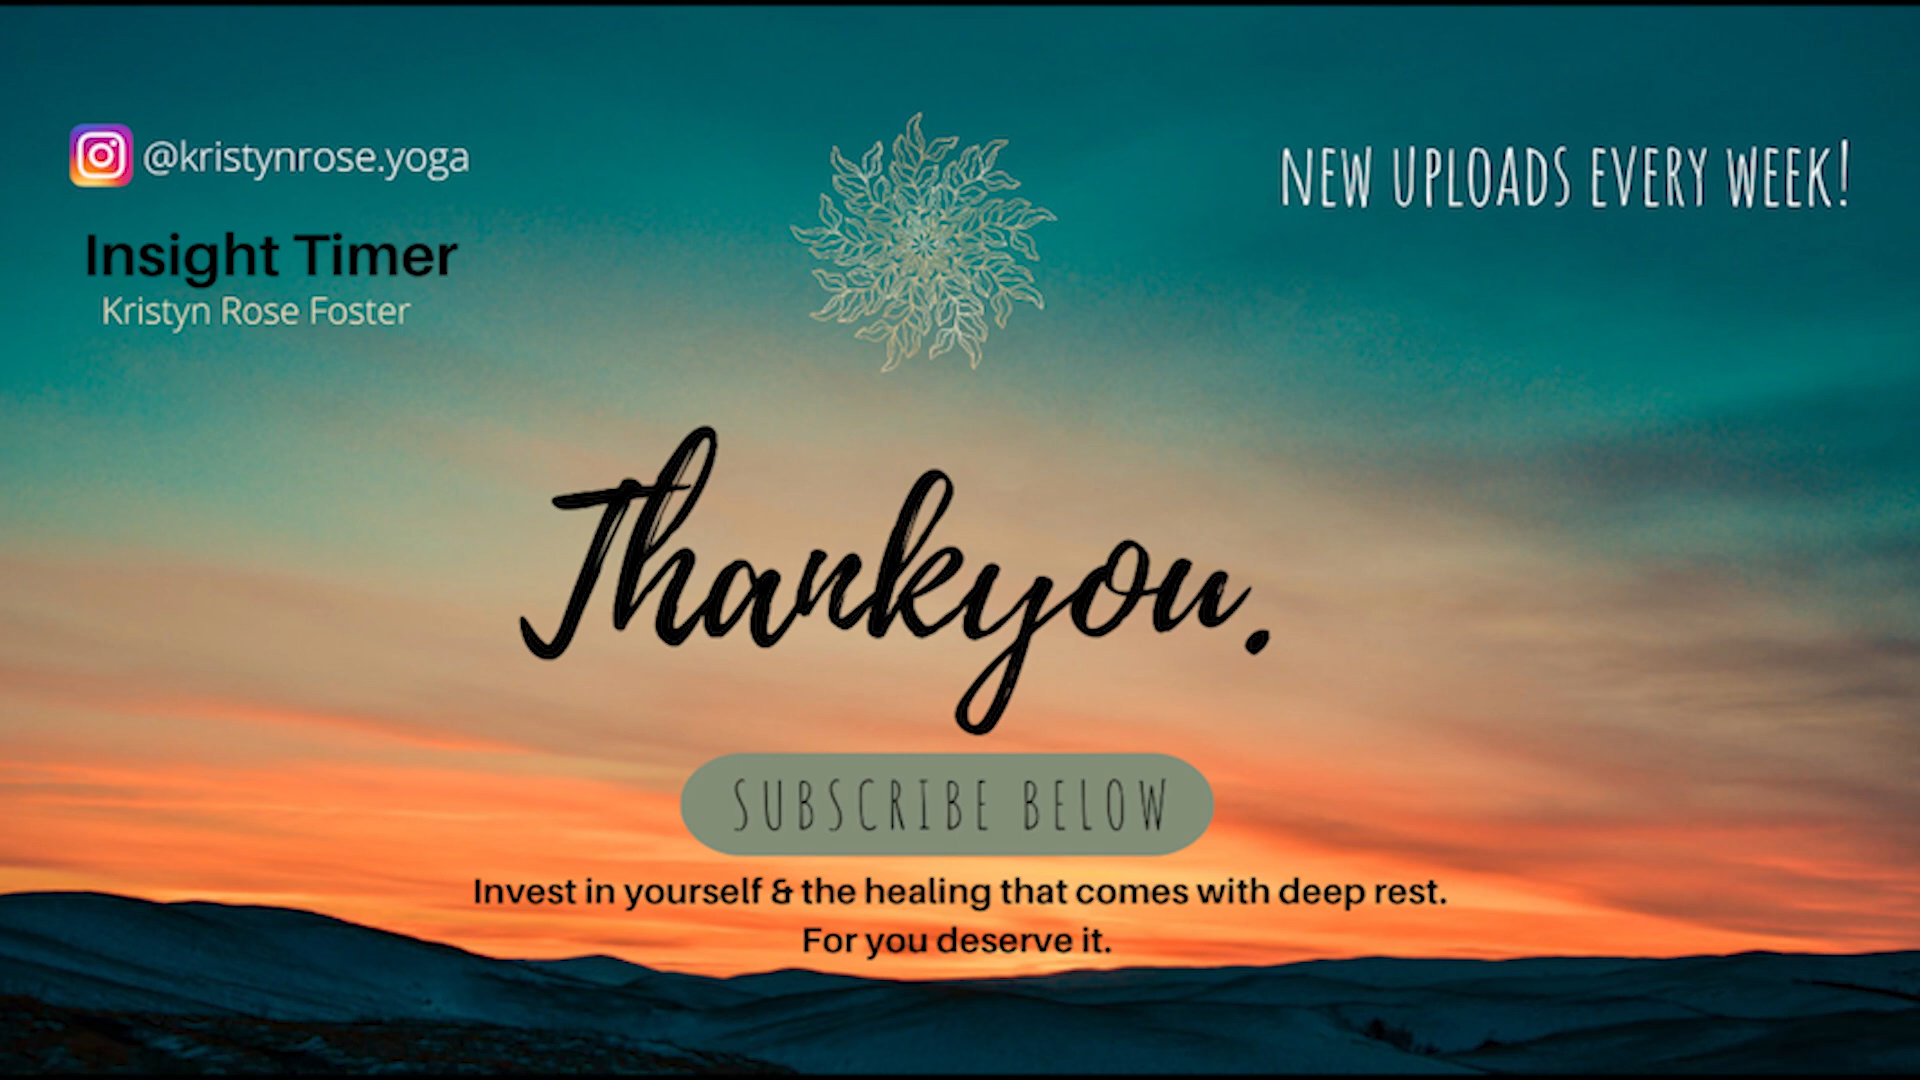 @kristynrose.yoga
Insight Timer
Kristyn Rose Foster
NEW UPLOADS EVERY WEEK!
Thankyou.
SUBSCRIBE BELOW
Invest in yourself & the healing that comes with deep rest.
For you deserve it.